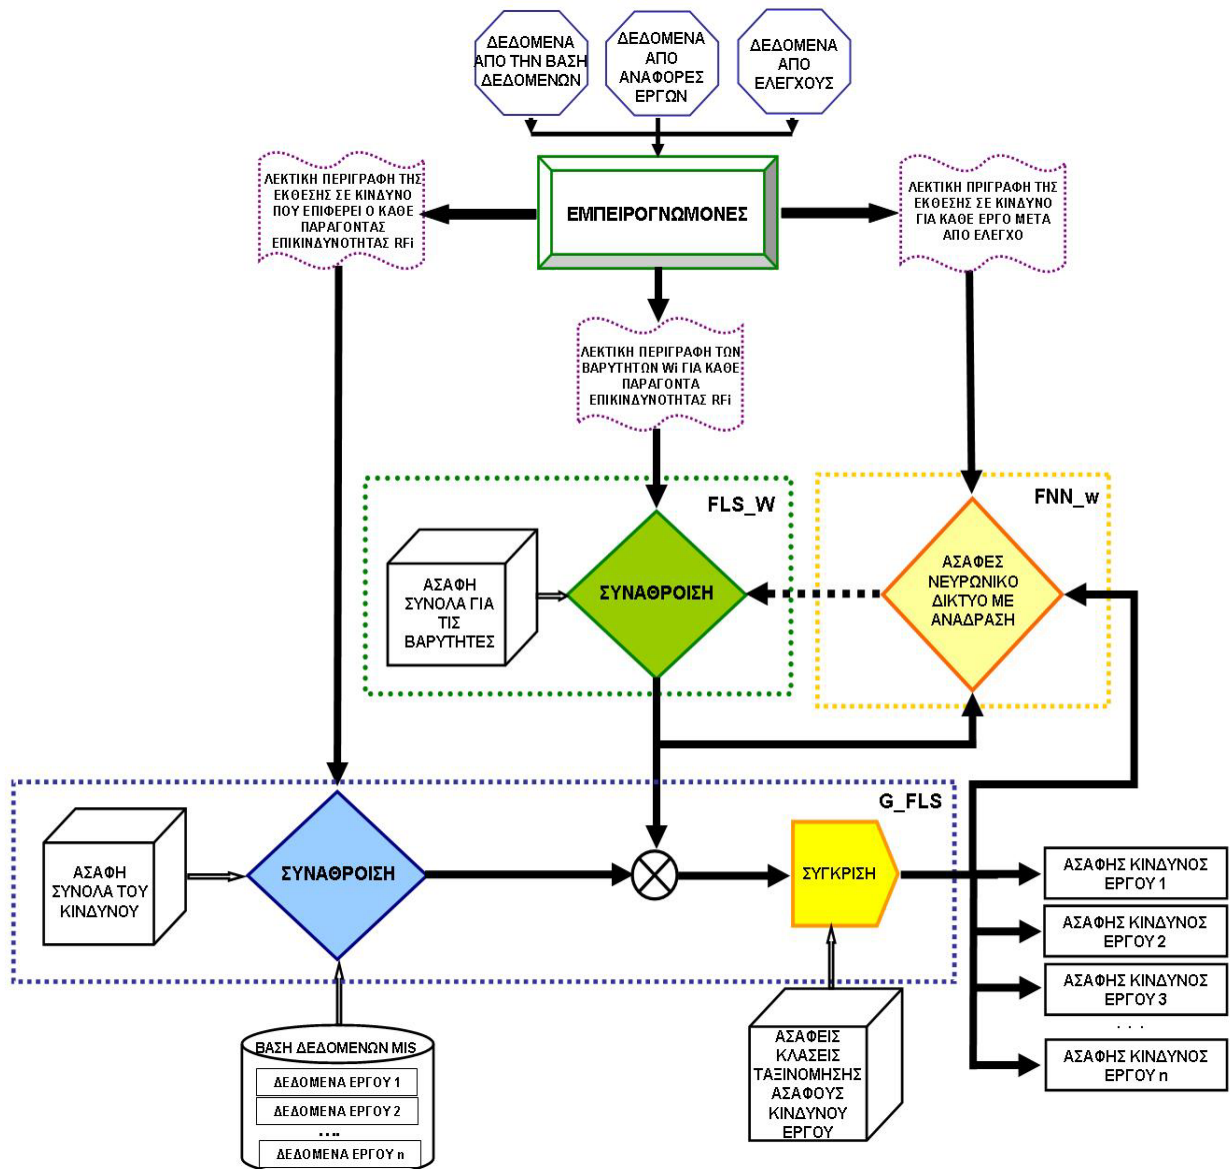 ΔΕΔΟΜΕΝΑ
ΑΠΟ ΤΗΝ ΒΑΣΗ
ΔΕΔΟΜΕΝΩΝ
ΔΕΔΟΜΕΝΑ
ΑΠΟ
ΑΝΑΦΟΡΕΣ
ΕΡΓΩΝ
ΔΕΔΟΜΕΝΑ
ΑΠΟ
ΕΛΕΓΧΟΥΣ
ΛΕΚΤΙΚΗ ΠΕΡΙΓΡΑΦΗ ΤΗΣ
ΕΚΘΕΣΗΣ ΣΕ ΚΙΝΔΥΝΟ
ΠΟΥ ΕΠΙΦΕΡΕΙ Ο ΚΑΘΕ
ΠΑΡΑΓΟΝΤΑΣ
ΕΠΙΚΙΝΔΥΝΟΤΗΤΑΣ RFi
ΕΜΠΕΙΡΟΓΝΩΜΟΝΕΣ
ΛΕΚΤΙΚΗ ΠΡΙΓΡΑΦΗ ΤΗΣ
ΕΚΘΕΣΗΣ ΣΕ ΚΙΝΔΥΝΟ
ΓΙΑ ΚΑΘΕ ΕΡΓΟ ΜΕΤΑ
ΑΠΟ ΕΛΕΓΧΟ
ΛΕΚΤΙΚΗ ΠΕΡΙΓΡΑΦΗ ΤΩΝ
ΒΑΡΥΤΗΤΩΝ Wi ΓΙΑ ΚΑΘΕ
ΠΑΡΑΓΟΝΤΑ
ΕΠΙΚΙΝΔΥΝΟΤΗΤΑΣ RFi
FLS_W
FNN_w
ΑΣΑΦΗ
ΣΥΝΟΛΑ ΓΙΑ
ΤΙΣ
ΒΑΡΥΤΗΤΕΣ
ΣΥΝΑΘΡΟΙΣΗ
ΑΣΑΦΕΣ
ΝΕΥΡΩΝΙΚΟ
ΔΙΚΤΥΟ ΜΕ
ΑΝΑΔΡΑΣΗ
G_FLS
ΑΣΑΦΗ
ΣΥΝΟΛΑ ΤΟΥ
ΚΙΝΔΥΝΟΥ
ΣΥΝΑΘΡΟΙΣΗ
ΣΥΓΚΡΙΣΗ
ΑΣΑΦΗΣ ΚΙΝΔΥΝΟΣ
ΕΡΓΟΥ 1
ΑΣΑΦΗΣ ΚΙΝΔΥΝΟΣ
ΕΡΓΟΥ 2
ΑΣΑΦΗΣ ΚΙΝΔΥΝΟΣ
ΕΡΓΟΥ 3
. . .
ΑΣΑΦΗΣ ΚΙΝΔΥΝΟΣ
ΕΡΓΟΥ n
ΒΑΣΗ ΔΕΔΟΜΕΝΩΝ MIS
ΔΕΔΟΜΕΝΑ ΕΡΓΟΥ 1
ΔΕΔΟΜΕΝΑ ΕΡΓΟΥ 2
....
ΔΕΔΟΜΕΝΑ ΕΡΓΟΥ n
ΑΣΑΦΕΙΣ
ΚΛΑΣΕΙΣ
ΤΑΞΙΝΟΜΗΣΗΣ
ΑΣΑΦΟΥΣ
ΚΙΝΔΥΝΟΥ
ΕΡΓΟΥ